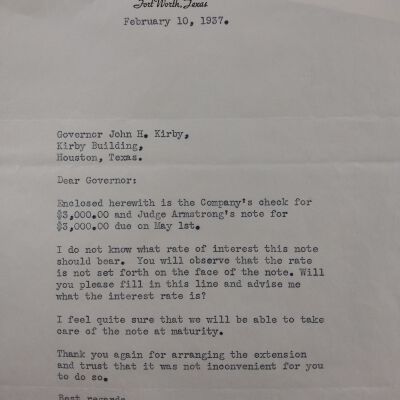 Fort Worth, Texas
February 10, 1937.
Governor John H. Kirby,
Kirby Building,
Houston, Texas.
Dear Governor:
Enclosed herewith is the Company's check for
$3,000.00 and Judge Armstrong's note for
$3,000.00 due on May 1st.
I do not know what rate of interest this note
should bear. You will observe that the rate
is not set forth on the face of the note. Will
you please fill in this line and advise me
what the interest rate is?
I feel quite sure that we will be able to take
care of the note at maturity.
Thank you again for arranging the extension
and trust that it was not inconvenient for you
to do so.
Best regards